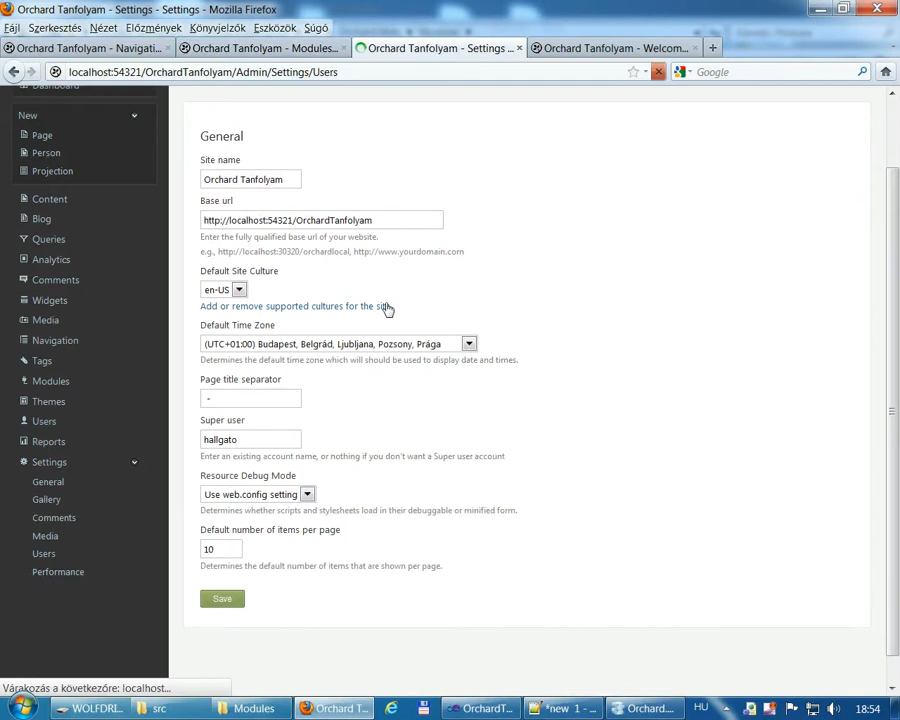 Orchard Tanfolyam - Settings - Settings - Mozilla Firefox
Fájl Szerkesztés Nézet Előzmények Könyvjelzők Eszközök Súgó
Orchard Tanfolyam - Navigati... × Orchard Tanfolyam - Modules... × Orchard Tanfolyam - Settings ... × Orchard Tanfolyam - Welcom... × +
localhost:54321/OrchardTanfolyam/Admin/Settings/Users
Google
Dashboard
New
Page
Person
Projection
Content
Blog
Queries
Analytics
Comments
Widgets
Media
Navigation
Tags
Modules
Themes
Users
Reports
Settings
General
Gallery
Comments
Media
Users
Performance
General
Site name
Orchard Tanfolyam
Base url
http://localhost:54321/OrchardTanfolyam
Enter the fully qualified base url of your website.
e.g., http://localhost:30320/orchardlocal, http://www.yourdomain.com
Default Site Culture
en-US
Add or remove supported cultures for the site.
Default Time Zone
(UTC+01:00) Budapest, Belgrád, Ljubljana, Pozsony, Prága
Determines the default time zone which will should be used to display date and times.
Page title separator
-
Super user
hallgato
Enter an existing account name, or nothing if you don't want a Super user account
Resource Debug Mode
Use web.config setting
Determines whether scripts and stylesheets load in their debuggable or minified form.
Default number of items per page
10
Determines the default number of items that are shown per page.
Save
Várakozás a következőre: localhost...
WOLFDRI... src Modules Orchard T... OrchardT... *new 1 - ... Orchard.... HU 18:54